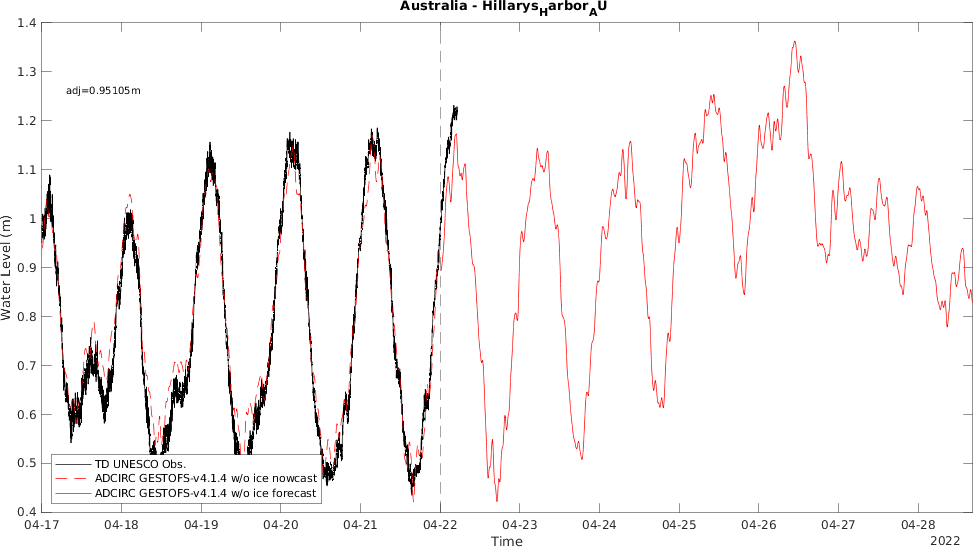 Australia - HillarysHarborAU
1.4
1.3
adj=0.95105m
1.2
1.1
1
Water Level (m)
0.9
0.8
0.7
0.6
0.5
TD UNESCO Obs.
ADCIRC GESTOFS-v4.1.4 w/o ice nowcast
ADCIRC GESTOFS-v4.1.4 w/o ice forecast
0.4
04-17 04-18 04-19 04-20 04-21 04-22 04-23 04-24 04-25 04-26 04-27 04-28
Time
2022